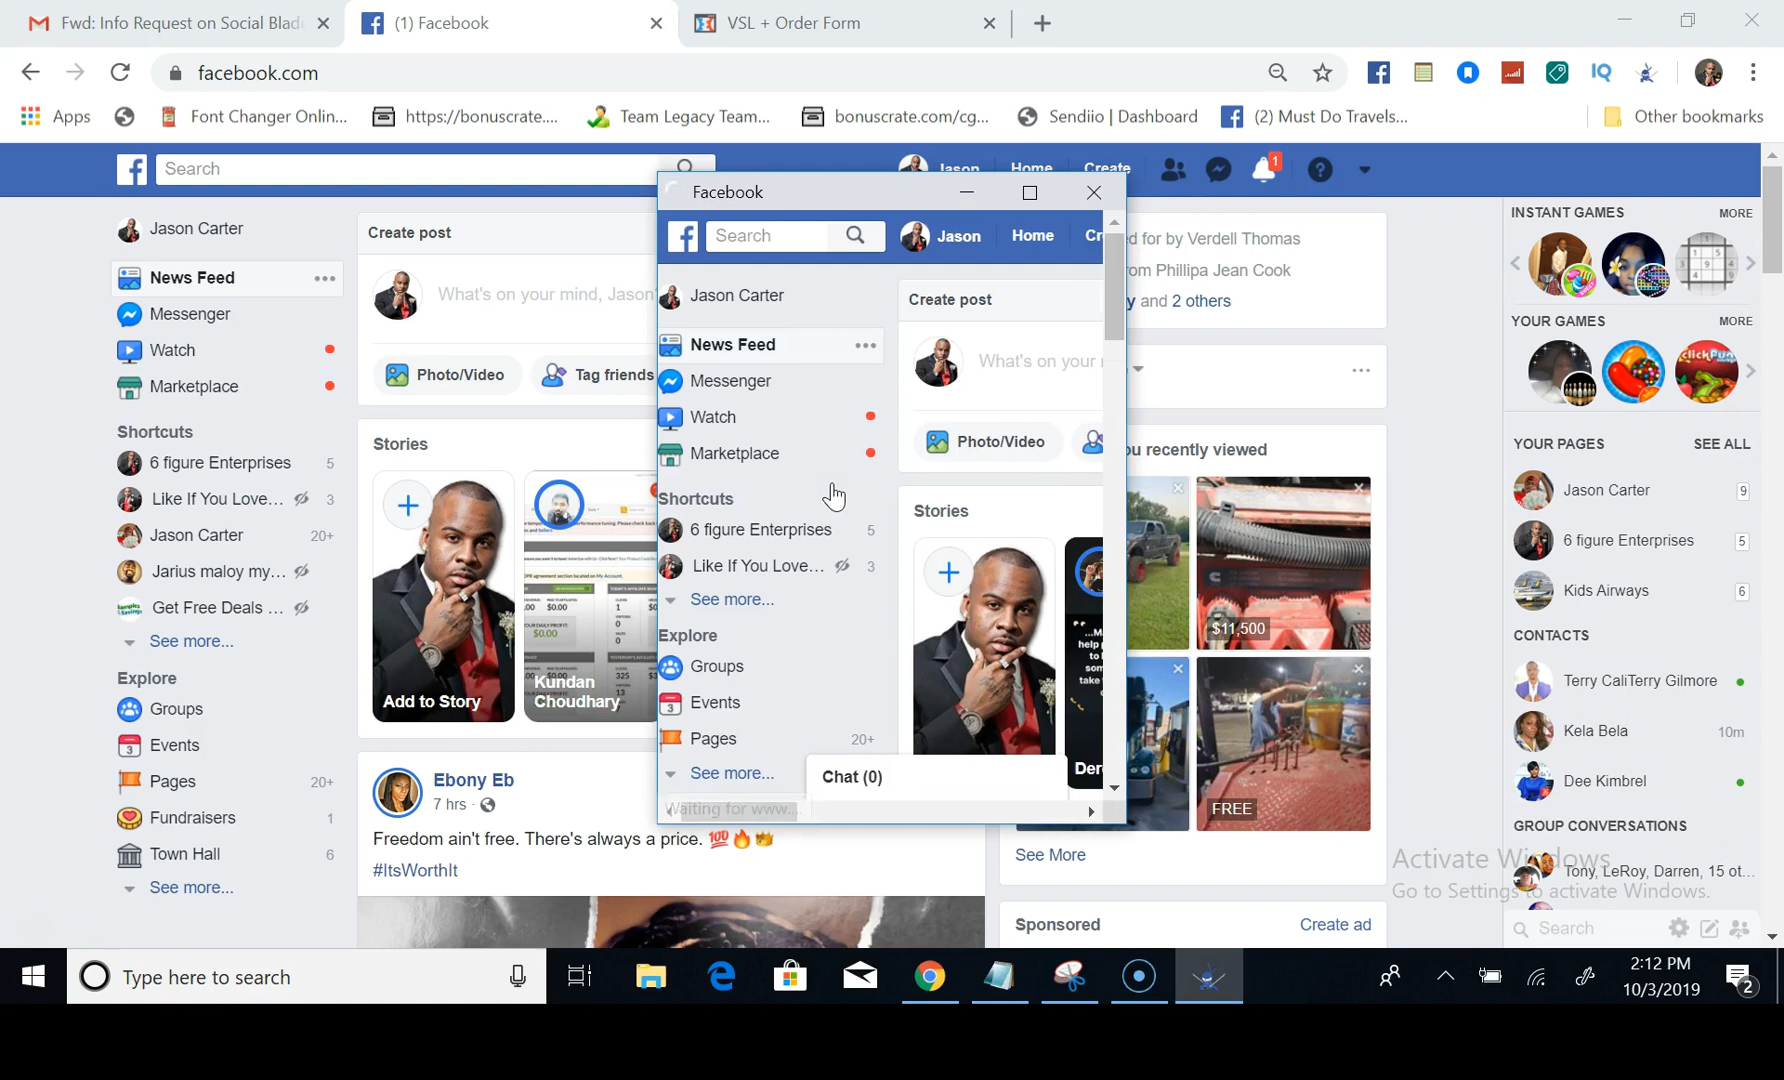 Fwd: Info Request on Social Blade
(1) Facebook
VSL + Order Form
facebook.com
Apps
Font Changer Onlin...
https://bonuscrate....
Team Legacy Team...
bonuscrate.com/cg...
Sendiio | Dashboard
(2) Must Do Travels...
Other bookmarks
Search
Jason
Home
Create
1
Jason Carter
News Feed
Messenger
Watch
Marketplace
Shortcuts
6 figure Enterprises 5
Like If You Love... 3
Jason Carter 20+
Jarius maloy my...
Get Free Deals ...
See more...
Explore
Groups
Events
Pages 20+
Fundraisers 1
Town Hall 6
See more...
Create post
What's on your mind, Jason
Photo/Video
Tag friends
Stories
Add to Story
Kundan
Choudhary
Ebony Eb
7 hrs
Freedom ain't free. There's always a price. 💯🔥👑
#ItsWorthIt
Facebook
Search
Jason
Home
Cr
Jason Carter
News Feed
Messenger
Watch
Marketplace
Shortcuts
6 figure Enterprises 5
Like If You Love... 3
See more...
Explore
Groups
Events
Pages 20+
See more...
Waiting for www...
Create post
What's on your
Photo/Video
Stories
Der
Chat (0)
ed for by Verdell Thomas
om Phillipa Jean Cook
y and 2 others
ou recently viewed
$11,500
FREE
See More
Sponsored
Create ad
INSTANT GAMES
MORE
YOUR GAMES
MORE
YOUR PAGES
SEE ALL
Jason Carter 9
6 figure Enterprises 5
Kids Airways 6
CONTACTS
Terry CaliTerry Gilmore
Kela Bela 10m
Dee Kimbrel
GROUP CONVERSATIONS
Tony, LeRoy, Darren, 15 ot...
Activate Windows
Go to Settings to activate Windows.
Search
Type here to search
2:12 PM
10/3/2019
2